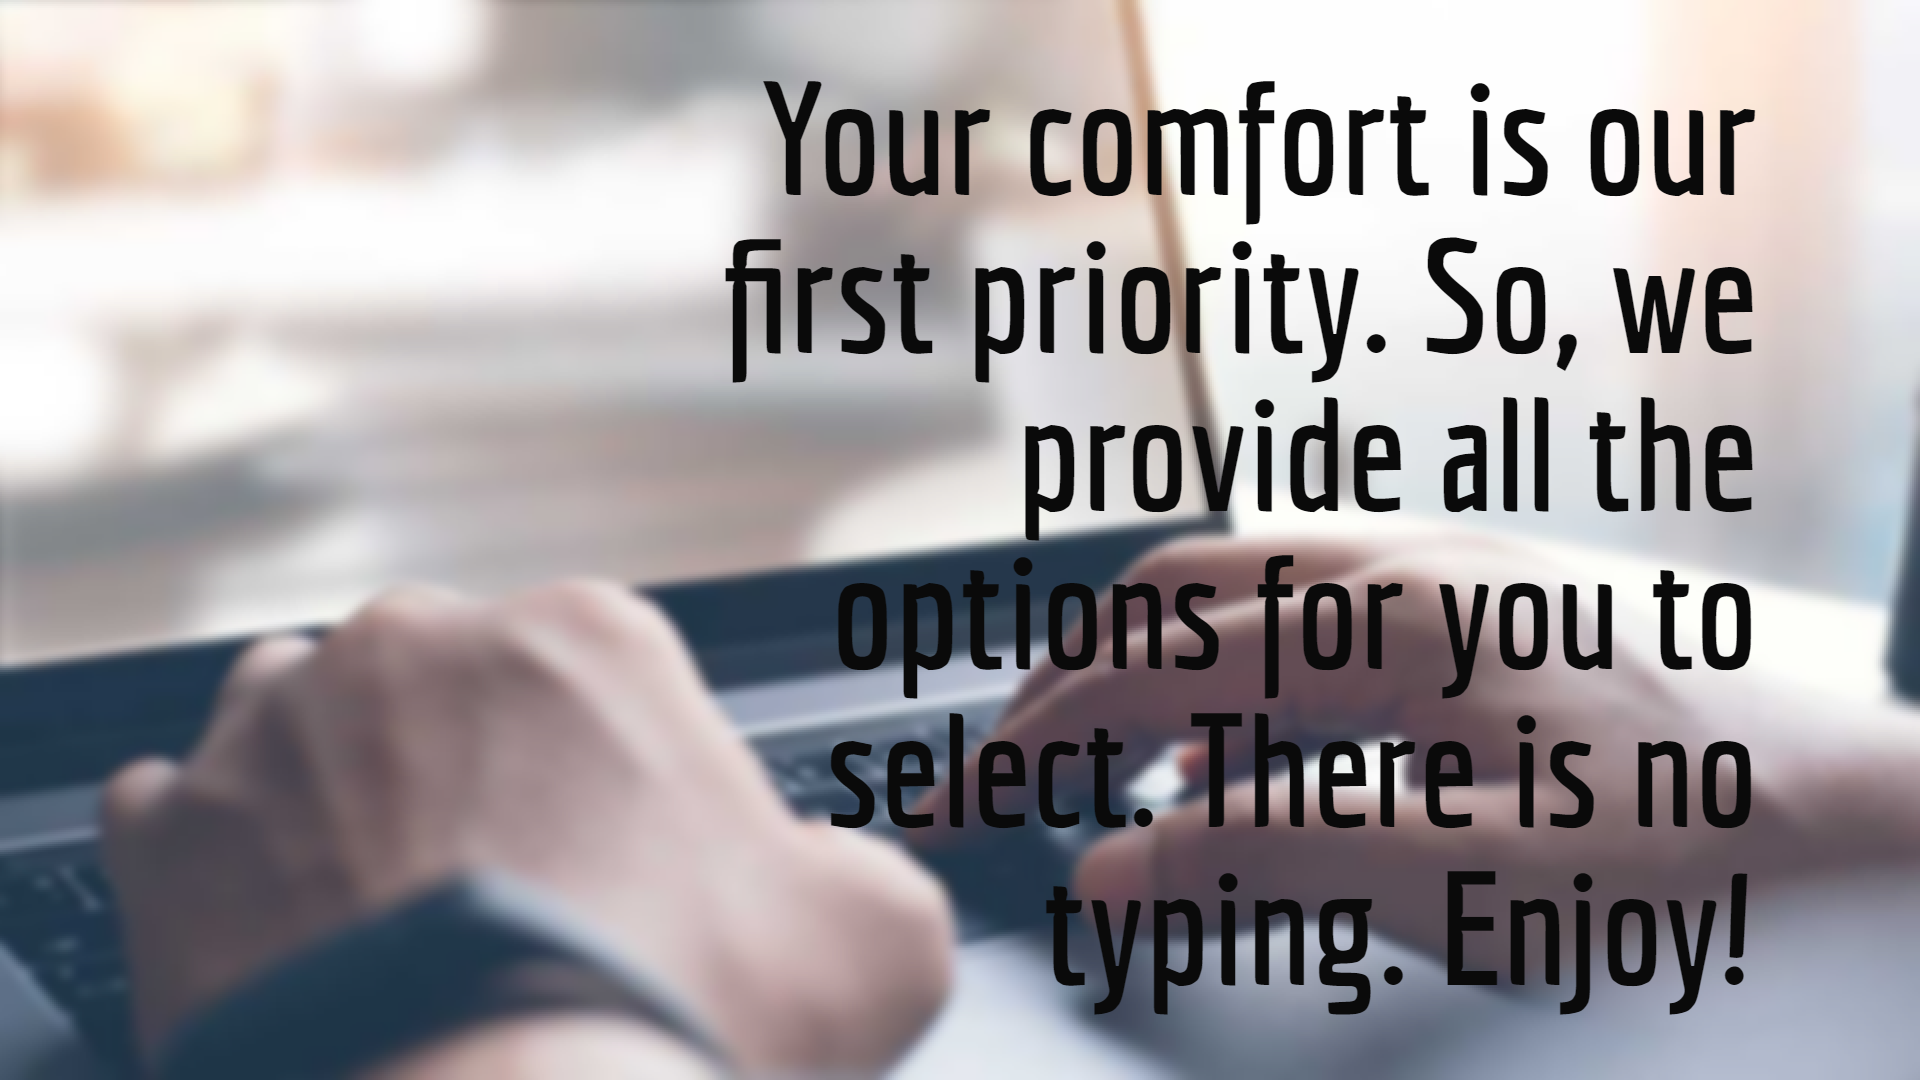 Your comfort is our
first priority. So, we
provide all the
options for you to
select. There is no
typing. Enjoy!